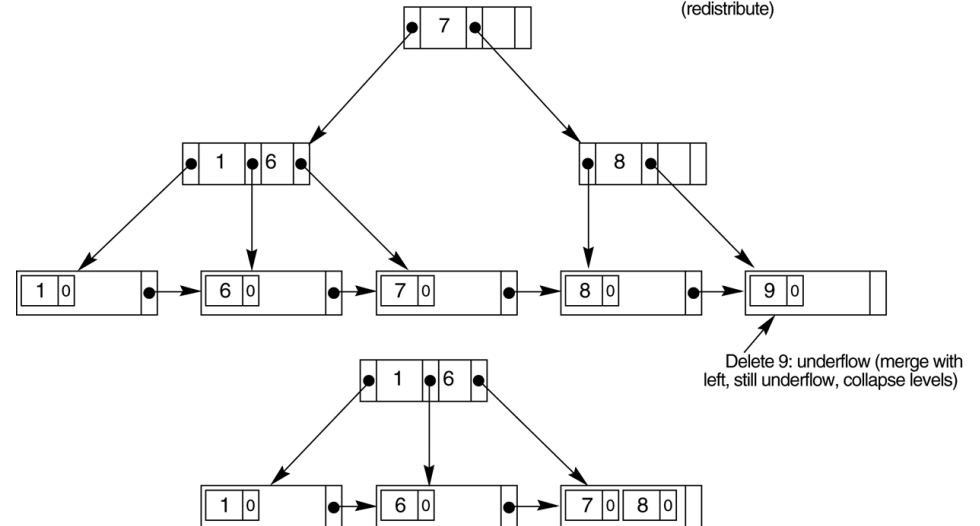 (redistribute)
7
1 6
8
1 0
6 0
7 0
8 0
9 0
Delete 9: underflow (merge with
left, still underflow, collapse levels)
1 6
1 0
6 0
7 0 8 0